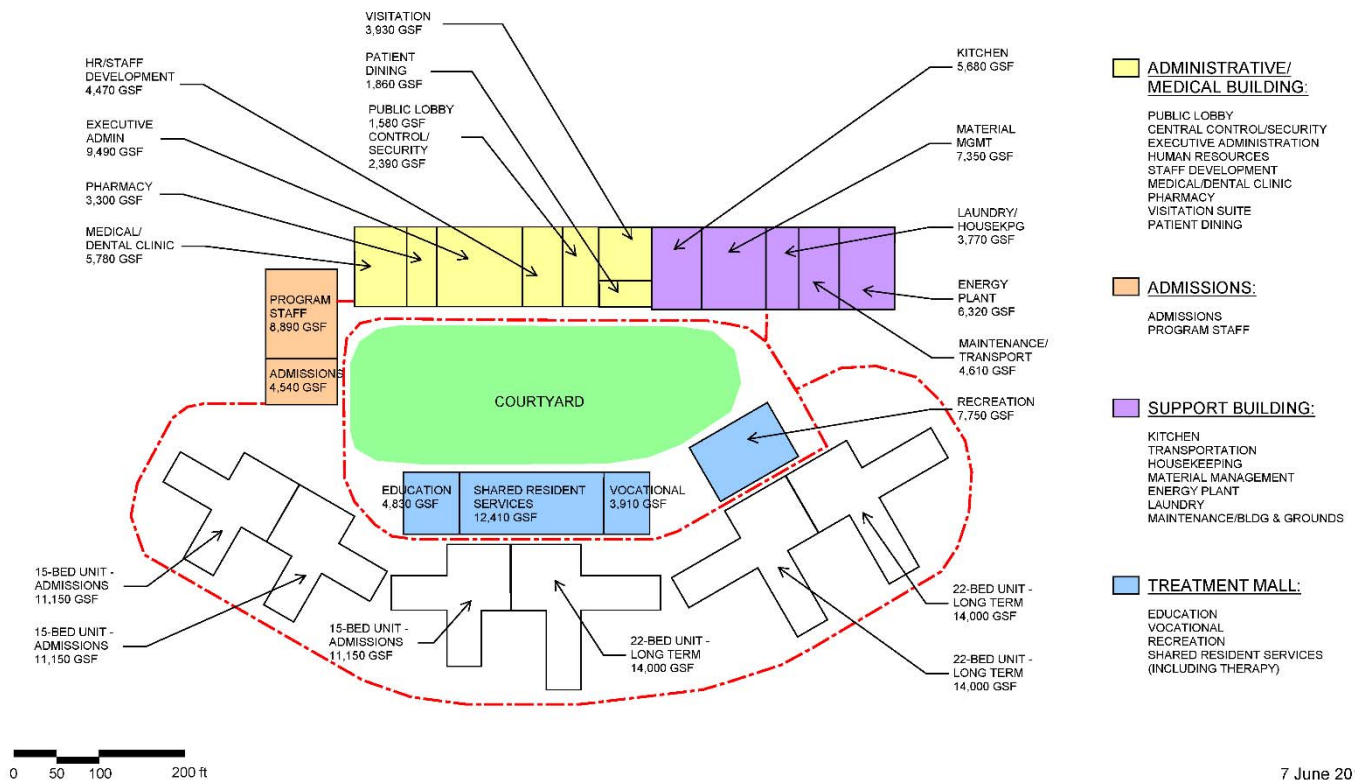 VISITATION
3,930 GSF
HR/STAFF
DEVELOPMENT
4,470 GSF
PATIENT
DINING
1,860 GSF
KITCHEN
5,680 GSF
EXECUTIVE
ADMIN
9,490 GSF
PUBLIC LOBBY
1,580 GSF
CONTROL/
SECURITY
2,390 GSF
MATERIAL
MGMT
7,350 GSF
PHARMACY
3,300 GSF
LAUNDRY/
HOUSEKPG
3,770 GSF
MEDICAL/
DENTAL CLINIC
5,780 GSF
ENERGY
PLANT
6,320 GSF
PROGRAM
STAFF
8,890 GSF
MAINTENANCE/
TRANSPORT
4,610 GSF
ADMISSIONS
4,540 GSF
COURTYARD
RECREATION
7,750 GSF
EDUCATION
4,830 GSF
SHARED RESIDENT
SERVICES
12,410 GSF
VOCATIONAL
3,910 GSF
15-BED UNIT -
ADMISSIONS
11,150 GSF
15-BED UNIT -
ADMISSIONS
11,150 GSF
15-BED UNIT -
ADMISSIONS
11,150 GSF
22-BED UNIT -
LONG TERM
14,000 GSF
22-BED UNIT -
LONG TERM
14,000 GSF
22-BED UNIT -
LONG TERM
14,000 GSF
ADMINISTRATIVE/
MEDICAL BUILDING:
PUBLIC LOBBY
CENTRAL CONTROL/SECURITY
EXECUTIVE ADMINISTRATION
HUMAN RESOURCES
STAFF DEVELOPMENT
MEDICAL/DENTAL CLINIC
PHARMACY
VISITATION SUITE
PATIENT DINING
ADMISSIONS:
ADMISSIONS
PROGRAM STAFF
SUPPORT BUILDING:
KITCHEN
TRANSPORTATION
HOUSEKEEPING
MATERIAL MANAGEMENT
ENERGY PLANT
LAUNDRY
MAINTENANCE/BLDG & GROUNDS
TREATMENT MALL:
EDUCATION
VOCATIONAL
RECREATION
SHARED RESIDENT SERVICES
(INCLUDING THERAPY)
0 50 100 200 ft
7 June 20